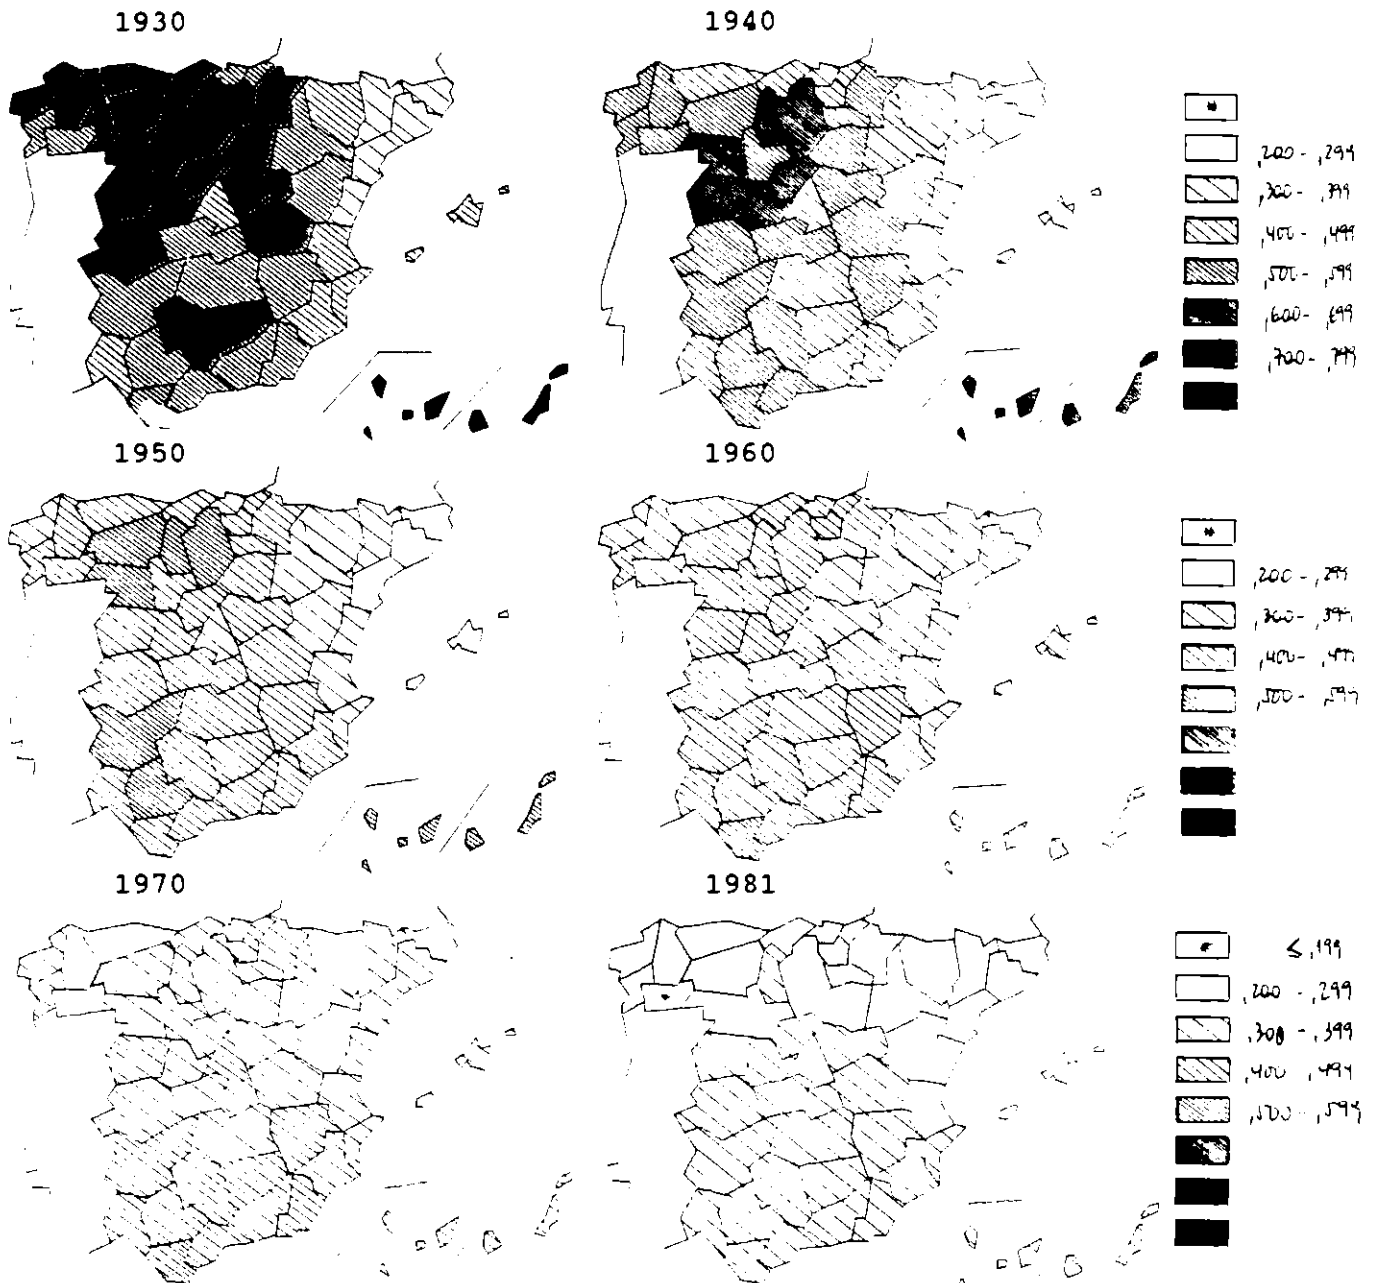 1930
1940
*
,200 - ,299
,300 - ,399
,400 - ,499
,500 - ,599
,600 - ,699
,700 - ,799
1950
1960
*
,200 - ,299
,300 - ,399
,400 - ,499
,500 - ,599
1970
1981
* ≤ ,199
,200 - ,299
,300 - ,399
,400 ,499
,500 - ,599